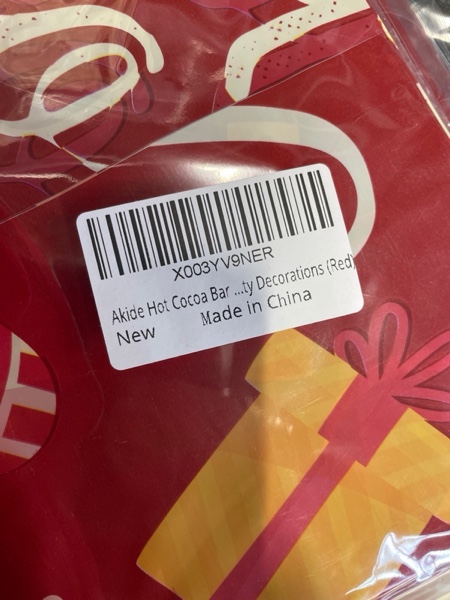 X003YV9NER
Akide Hot Cocoa Bar ...ty Decorations (Red)
New Made in China